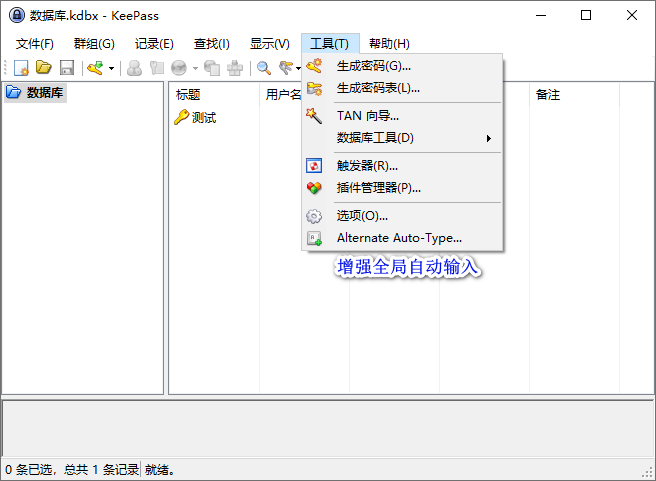 数据库.kdbx - KeePass
文件(F) 群组(G) 记录(E) 查找(I) 显示(V) 工具(T) 帮助(H)
数据库
标题 用户名 备注
测试
生成密码(G)...
生成密码表(L)...
TAN 向导...
数据库工具(D)
触发器(R)...
插件管理器(P)...
选项(O)...
Alternate Auto-Type...
增强全局自动输入
0 条已选，总共 1 条记录 就绪。